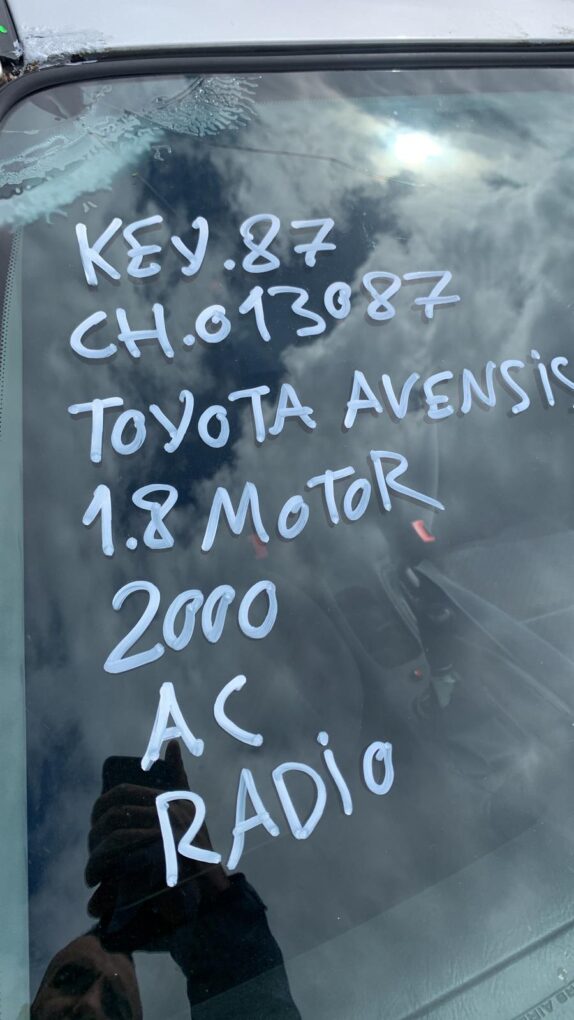 KEY.87
CH.013087
TOYOTA AVENSIS
1.8 MOTOR
2000
AC
RADIO